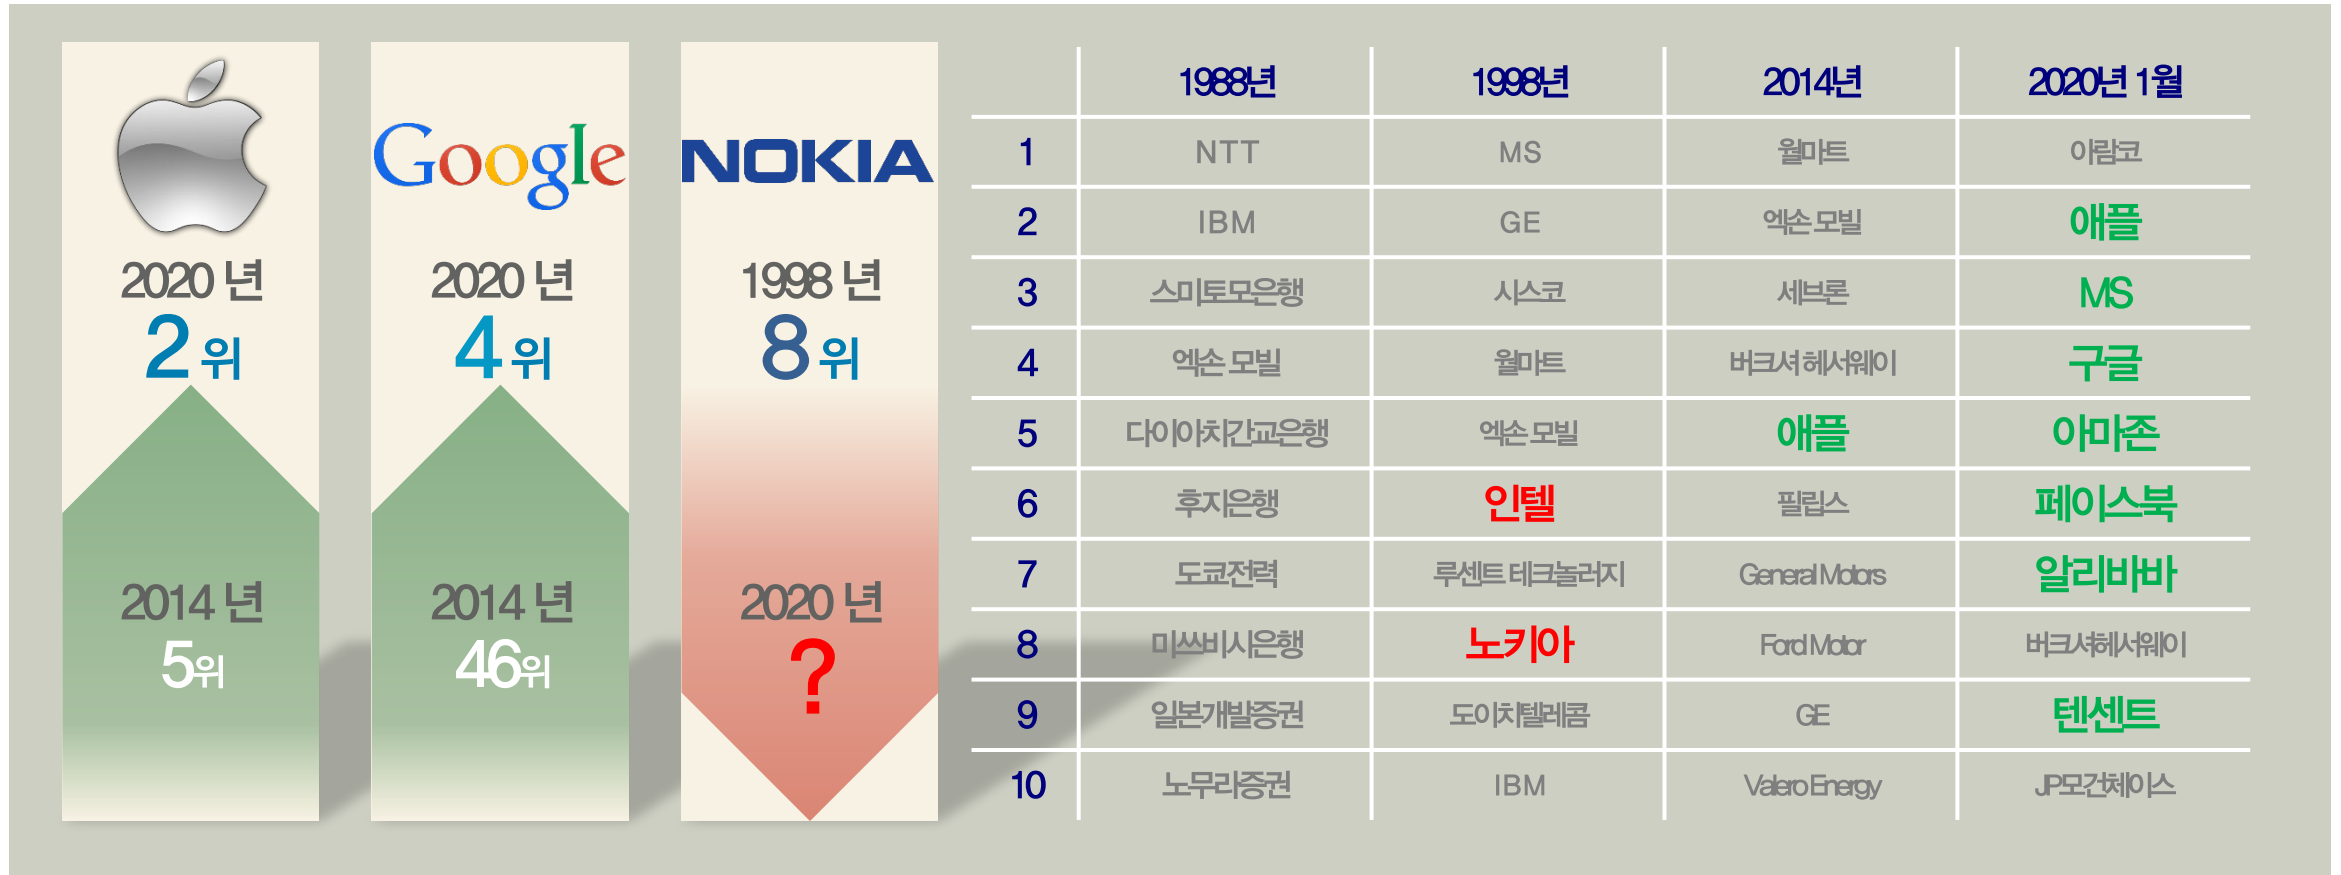 Google
NOKIA
2020 년
2 위
2014 년
5위
2020 년
4 위
2014 년
46위
1998 년
8 위
2020 년
?
1988년 1998년 2014년 2020년 1월
1 NTT MS 월마트 아람코
2 IBM GE 엑손 모빌 애플
3 스미토모은행 시스코 세브론 MS
4 엑손 모빌 월마트 버크셔 헤서웨이 구글
5 다이아치간교은행 엑손 모빌 애플 아마존
6 후지은행 인텔 필립스 페이스북
7 도쿄전력 루센트 테크놀러지 General Motors 알리바바
8 미쓰비시은행 노키아 Ford Motor 버크셔헤서웨이
9 일본개발증권 도이치텔레콤 GE 텐센트
10 노무라증권 IBM Valero Energy JP모건체이스